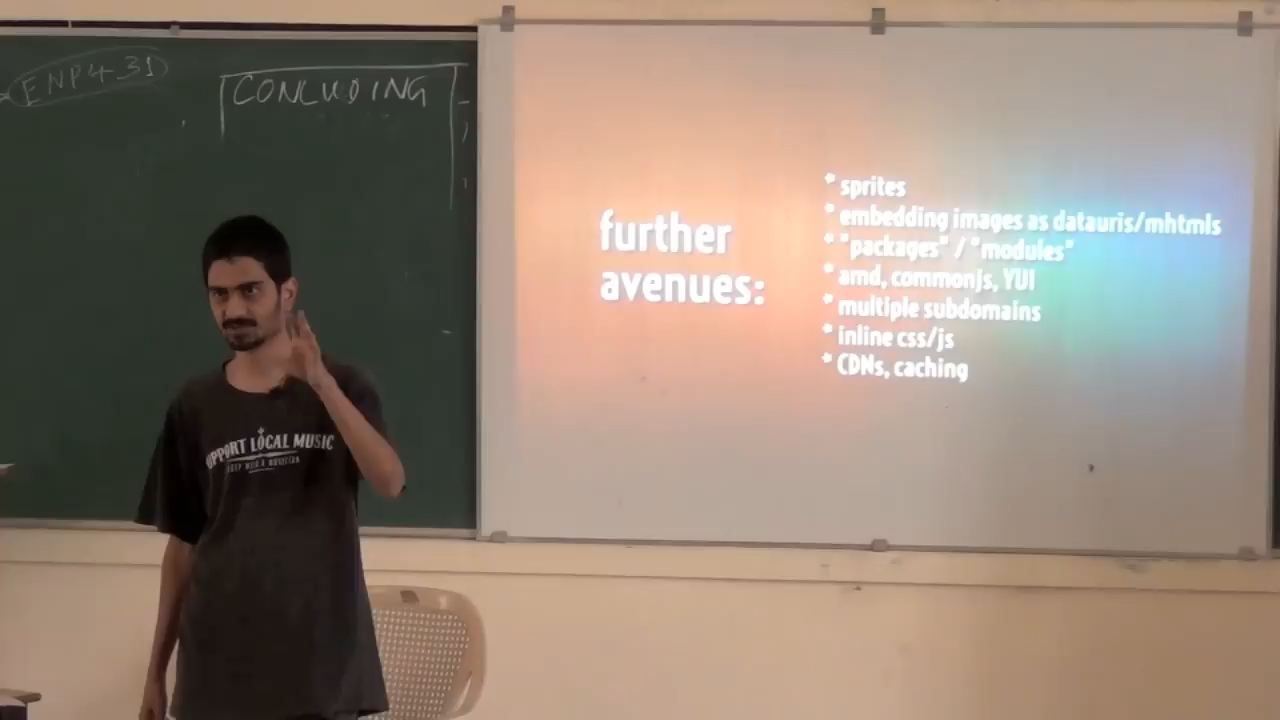 ENP431
CONCLUDING
further
avenues:
* sprites
* embedding images as datauris/mhtmls
* "packages" / "modules"
* amd, commonjs, YUI
* multiple subdomains
* inline css/js
* CDNs, caching
SUPPORT LOCAL MUSIC